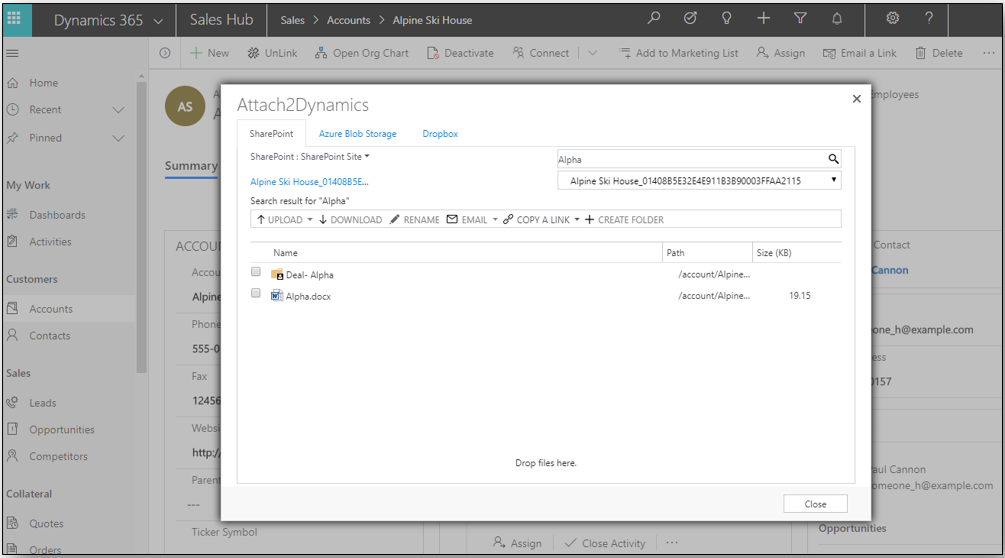 Dynamics 365 Sales Hub Sales > Accounts > Alpine Ski House
New UnLink Open Org Chart Deactivate Connect Add to Marketing List Assign Email a Link Delete ...
Home
Recent
Pinned
My Work
Dashboards
Activities
Customers
Accounts
Contacts
Sales
Leads
Opportunities
Competitors
Collateral
Quotes
Orders
AS
A
Summary
ACCOU
Accou
Alpine
Phone
555-0
Fax
12456
Websi
http:/
Parent
---
Ticker Symbol
Attach2Dynamics
SharePoint Azure Blob Storage Dropbox
SharePoint : SharePoint Site
Alpha
Alpine Ski House_01408B5E...
Alpine Ski House_01408B5E32E4E911B3B90003FFAA2115
Search result for "Alpha"
UPLOAD DOWNLOAD RENAME EMAIL COPY A LINK CREATE FOLDER
Name Path Size (KB)
Deal- Alpha /account/Alpine...
Alpha.docx /account/Alpine... 19.15
Drop files here.
Close
mployees
Contact
Cannon
one_h@example.com
ess
0157
aul Cannon
omeone_h@example.com
Opportunities
Assign Close Activity ...